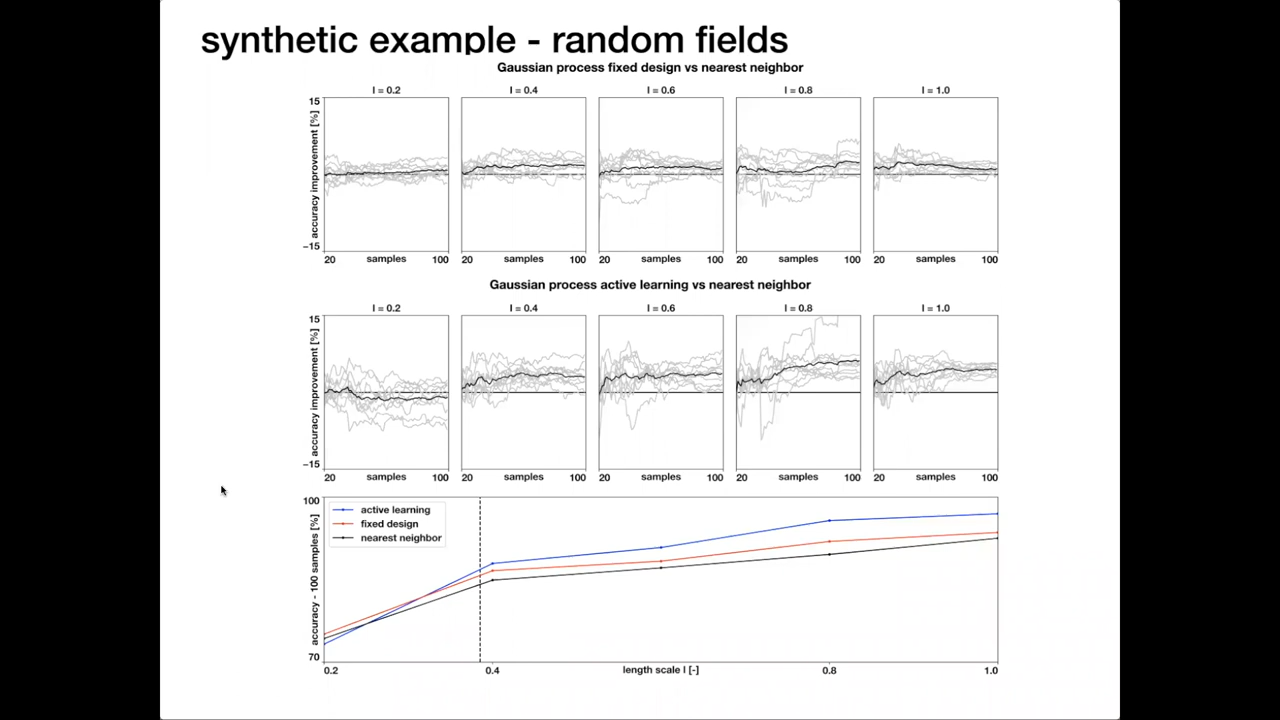 synthetic example - random fields
Gaussian process fixed design vs nearest neighbor
l = 0.2 l = 0.4 l = 0.6 l = 0.8 l = 1.0
15
accuracy improvement [%]
−15
20 samples 100 20 samples 100 20 samples 100 20 samples 100 20 samples 100
Gaussian process active learning vs nearest neighbor
l = 0.2 l = 0.4 l = 0.6 l = 0.8 l = 1.0
15
accuracy improvement [%]
−15
20 samples 100 20 samples 100 20 samples 100 20 samples 100 20 samples 100
100
accuracy - 100 samples [%]
active learning
fixed design
nearest neighbor
70
0.2 0.4 length scale l [-] 0.8 1.0